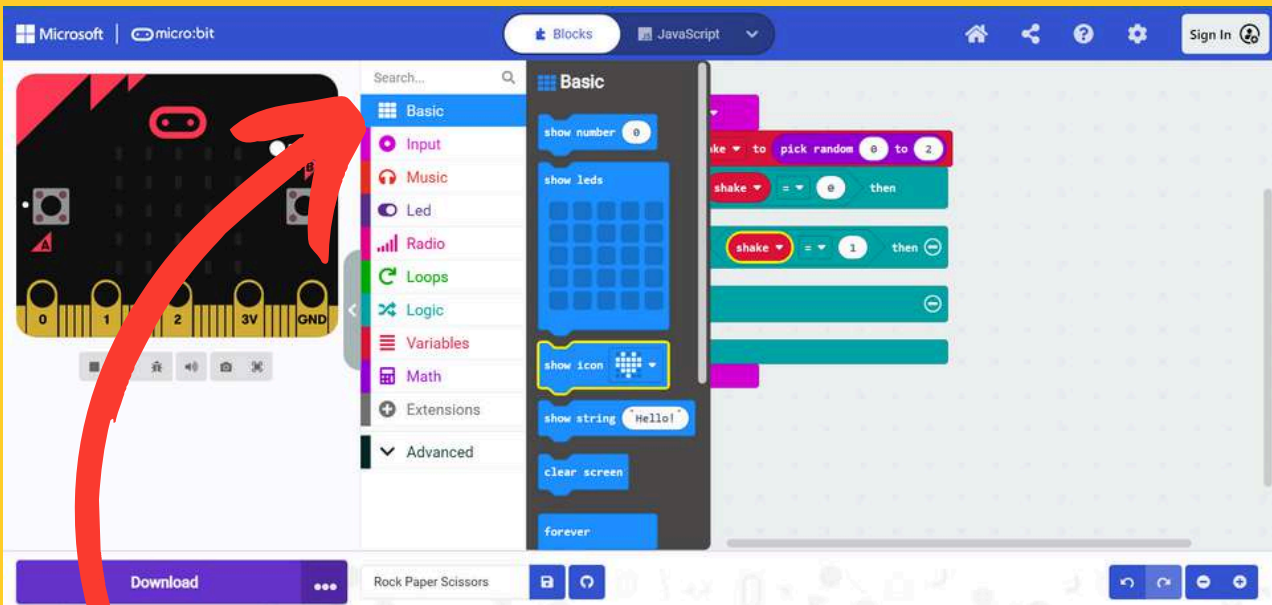 Microsoft micro:bit Blocks JavaScript Sign In
Search...
Basic
Input
Music
Led
Radio
Loops
Logic
Variables
Math
Extensions
Advanced
Basic
show number 0
show leds
show icon
show string "Hello!"
clear screen
forever
to pick random 0 to 2
shake = 0 then
shake = 1 then
B
A
0 1 2 3V GND
Download
Rock Paper Scissors